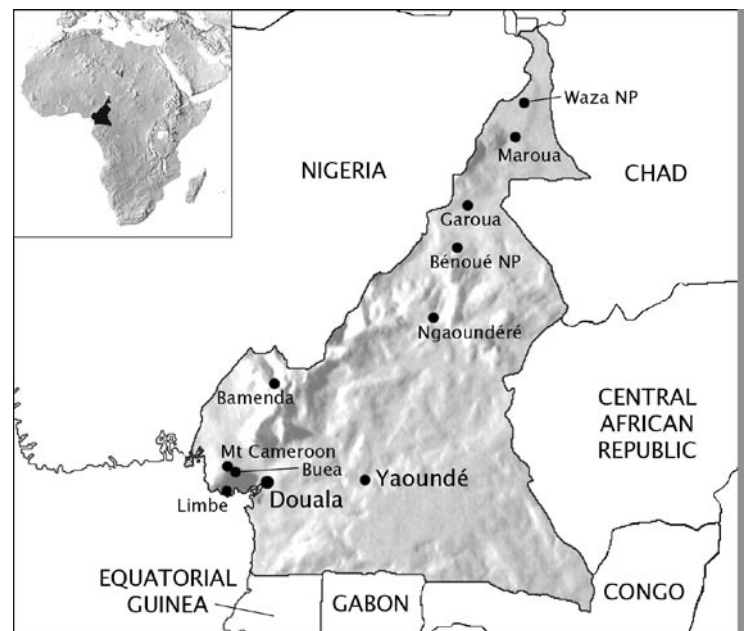 Waza NP
Maroua
NIGERIA
CHAD
Garoua
Bénoué NP
Ngaoundéré
Bamenda
CENTRAL
AFRICAN
REPUBLIC
Mt Cameroon
Buea
Yaoundé
Limbe
Douala
EQUATORIAL
GUINEA
GABON
CONGO